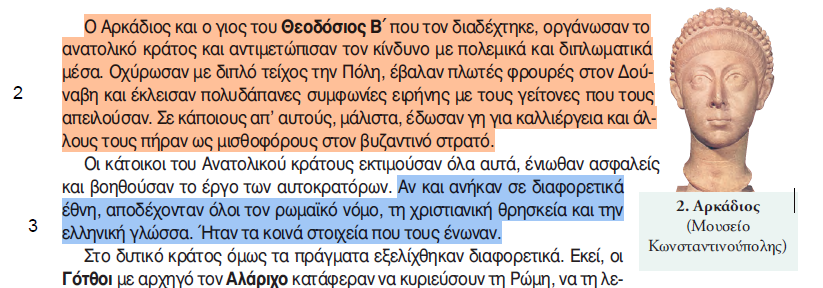 Ο Αρκάδιος και ο γιος του Θεοδόσιος Β΄ που τον διαδέχτηκε, οργάνωσαν το
ανατολικό κράτος και αντιμετώπισαν τον κίνδυνο με πολεμικά και διπλωματικά
μέσα. Οχύρωσαν με διπλό τείχος την Πόλη, έβαλαν πλωτές φρουρές στον Δού-
2
ναβη και έκλεισαν πολυδάπανες συμφωνίες ειρήνης με τους γείτονες που τους
απειλούσαν. Σε κάποιους απ’ αυτούς, μάλιστα, έδωσαν γη για καλλιέργεια και άλ-
λους τους πήραν ως μισθοφόρους στον βυζαντινό στρατό.
Οι κάτοικοι του Ανατολικού κράτους εκτιμούσαν όλα αυτά, ένιωθαν ασφαλείς
και βοηθούσαν το έργο των αυτοκρατόρων. Αν και ανήκαν σε διαφορετικά
έθνη, αποδέχονταν όλοι τον ρωμαϊκό νόμο, τη χριστιανική θρησκεία και την
3
ελληνική γλώσσα. Ήταν τα κοινά στοιχεία που τους ένωναν.
Στο δυτικό κράτος όμως τα πράγματα εξελίχθηκαν διαφορετικά. Εκεί, οι
Γότθοι με αρχηγό τον Αλάριχο κατάφεραν να κυριεύσουν τη Ρώμη, να τη λε-
2. Αρκάδιος
(Μουσείο
Κωνσταντινούπολης)